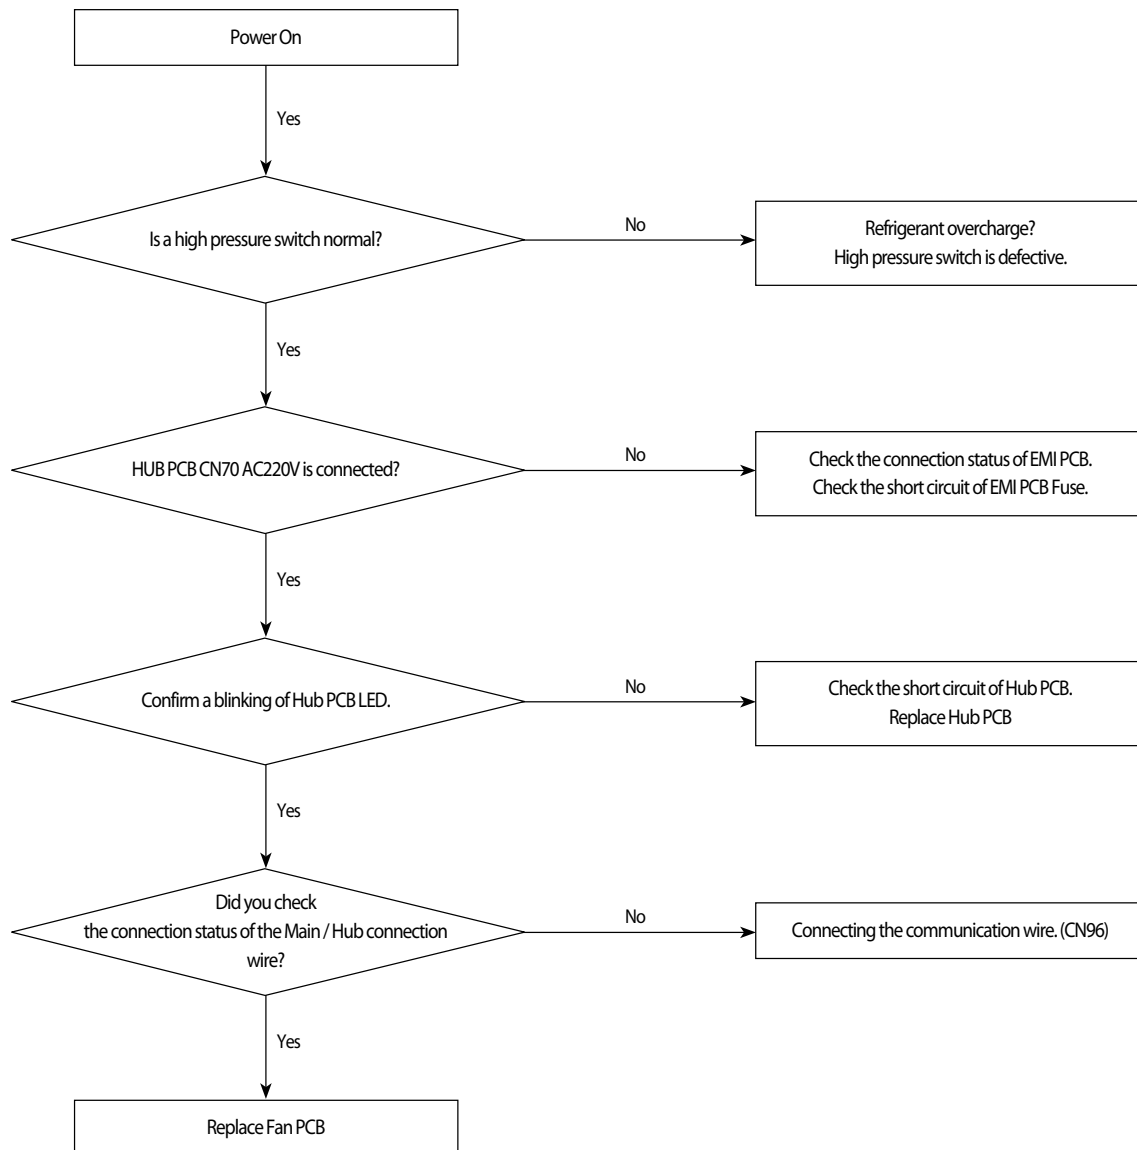 Power On
Yes
Is a high pressure switch normal?
No
Refrigerant overcharge?
High pressure switch is defective.
Yes
HUB PCB CN70 AC220V is connected?
No
Check the connection status of EMI PCB.
Check the short circuit of EMI PCB Fuse.
Yes
Confirm a blinking of Hub PCB LED.
No
Check the short circuit of Hub PCB.
Replace Hub PCB
Yes
Did you check
the connection status of the Main / Hub connection
wire?
No
Connecting the communication wire. (CN96)
Yes
Replace Fan PCB